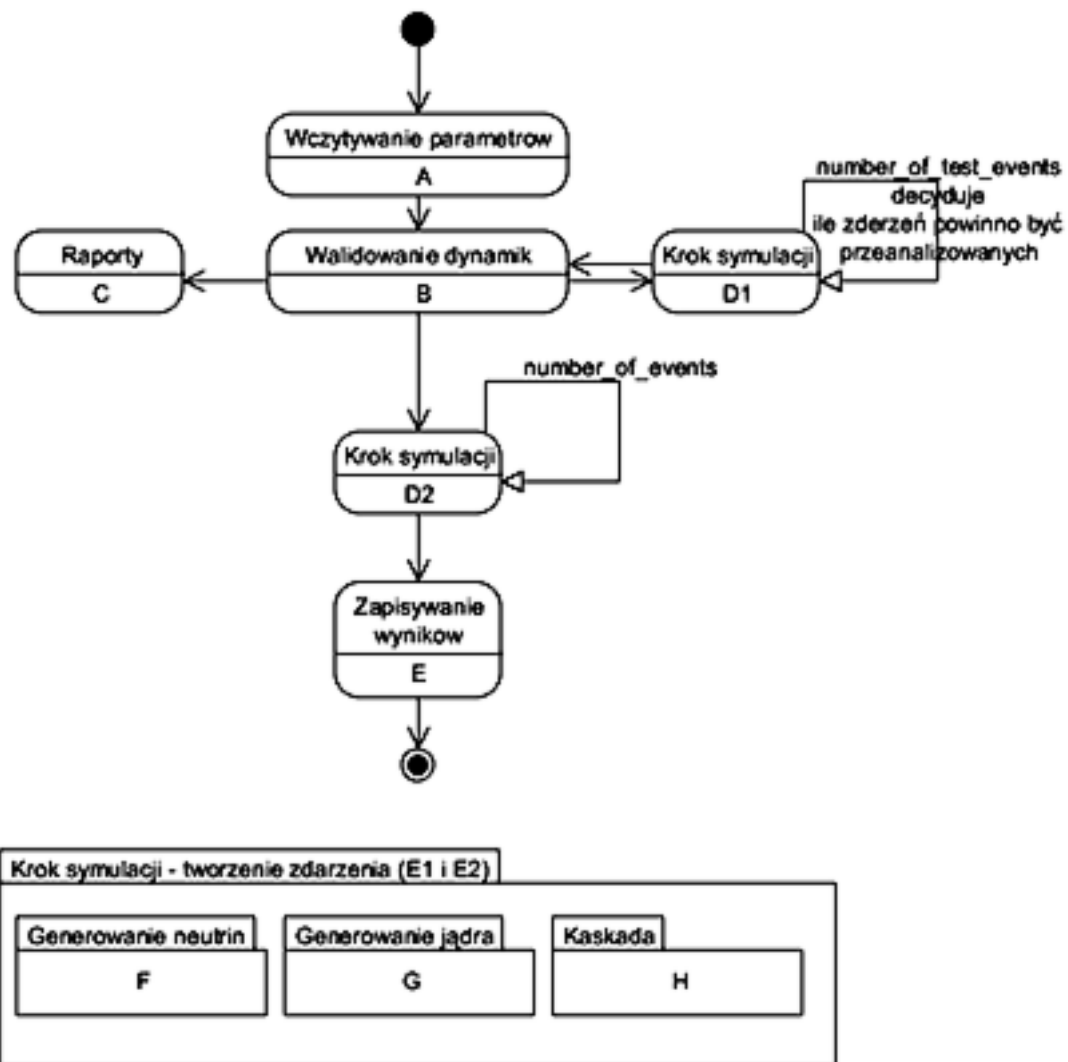 Wczytywanie parametrow
A
number_of_test_events
decyduje
ile zderzeń powinno być
przeanalizowanych
Raporty
C
Walidowanie dynamik
B
Krok symulacji
D1
number_of_events
Krok symulacji
D2
Zapisywanie
wynikow
E
Krok symulacji - tworzenie zdarzenia (E1 i E2)
Generowanie neutrin
F
Generowanie jądra
G
Kaskada
H